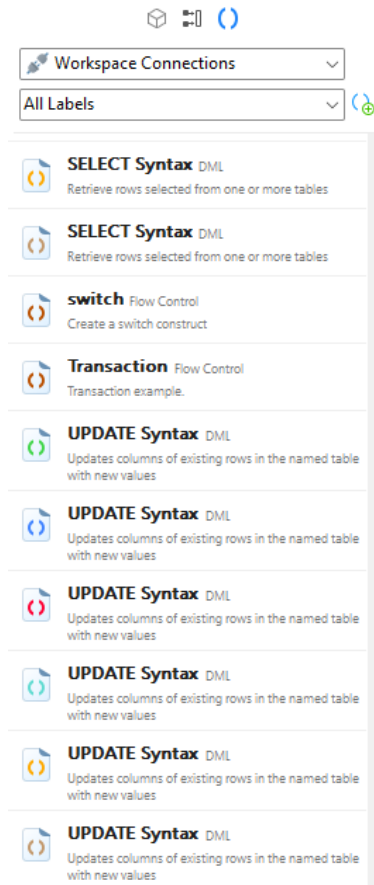 Workspace Connections
All Labels
SELECT Syntax DML
Retrieve rows selected from one or more tables
SELECT Syntax DML
Retrieve rows selected from one or more tables
switch Flow Control
Create a switch construct
Transaction Flow Control
Transaction example.
UPDATE Syntax DML
Updates columns of existing rows in the named table
with new values
UPDATE Syntax DML
Updates columns of existing rows in the named table
with new values
UPDATE Syntax DML
Updates columns of existing rows in the named table
with new values
UPDATE Syntax DML
Updates columns of existing rows in the named table
with new values
UPDATE Syntax DML
Updates columns of existing rows in the named table
with new values
UPDATE Syntax DML
Updates columns of existing rows in the named table
with new values